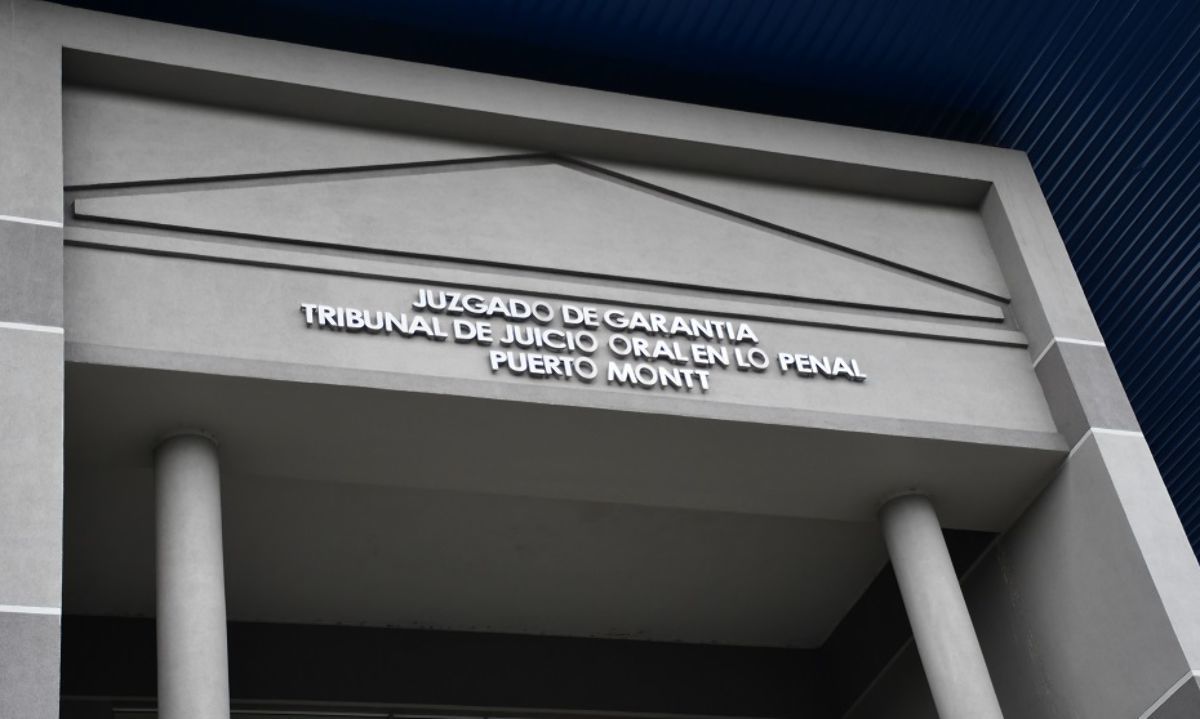 JUZGADO DE GARANTIA
TRIBUNAL DE JUICIO ORAL EN LO PENAL
PUERTO MONTT